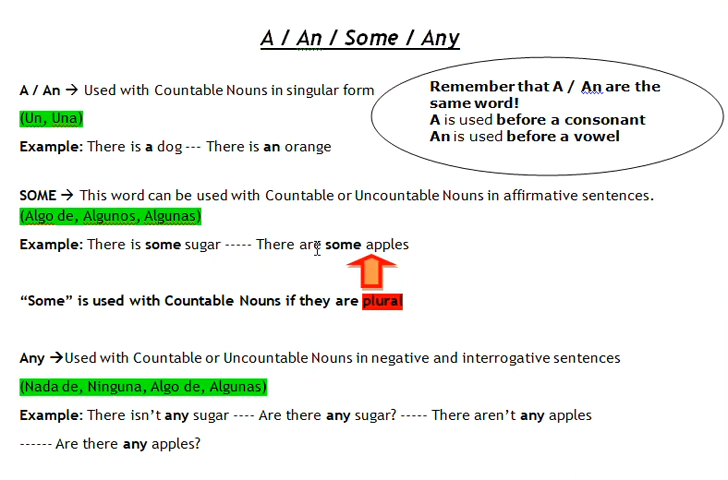 A / An / Some / Any
A / An → Used with Countable Nouns in singular form
(Un, Una)
Example: There is a dog --- There is an orange
Remember that A / An are the
same word!
A is used before a consonant
An is used before a vowel
SOME → This word can be used with Countable or Uncountable Nouns in affirmative sentences.
(Algo de, Algunos, Algunas)
Example: There is some sugar ----- There are some apples
“Some” is used with Countable Nouns if they are plural
Any →Used with Countable or Uncountable Nouns in negative and interrogative sentences
(Nada de, Ninguna, Algo de, Algunas)
Example: There isn’t any sugar ---- Are there any sugar? ----- There aren’t any apples
------ Are there any apples?